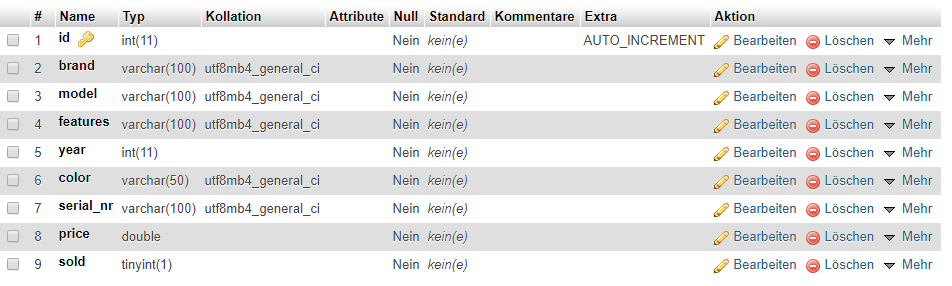 # Name Typ Kollation Attribute Null Standard Kommentare Extra Aktion
1 id int(11) Nein kein(e) AUTO_INCREMENT Bearbeiten Löschen Mehr
2 brand varchar(100) utf8mb4_general_ci Nein kein(e) Bearbeiten Löschen Mehr
3 model varchar(100) utf8mb4_general_ci Nein kein(e) Bearbeiten Löschen Mehr
4 features varchar(100) utf8mb4_general_ci Nein kein(e) Bearbeiten Löschen Mehr
5 year int(11) Nein kein(e) Bearbeiten Löschen Mehr
6 color varchar(50) utf8mb4_general_ci Nein kein(e) Bearbeiten Löschen Mehr
7 serial_nr varchar(100) utf8mb4_general_ci Nein kein(e) Bearbeiten Löschen Mehr
8 price double Nein kein(e) Bearbeiten Löschen Mehr
9 sold tinyint(1) Nein kein(e) Bearbeiten Löschen Mehr